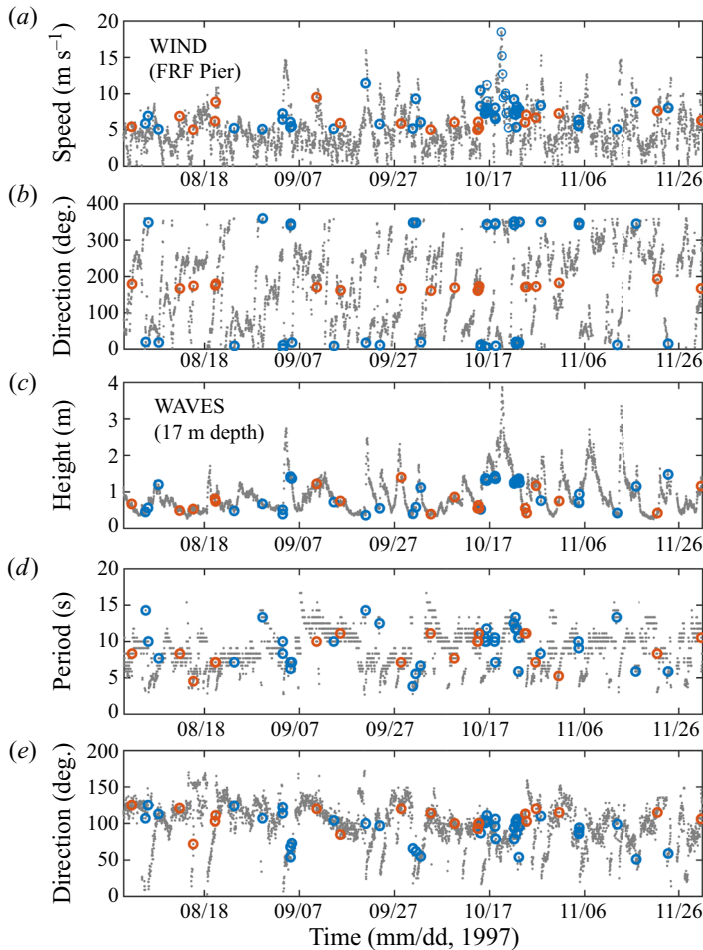 (a)
Speed (m s⁻¹)
20
15
10
5
0
WIND
(FRF Pier)
08/18 09/07 09/27 10/17 11/06 11/26
(b)
Direction (deg.)
400
300
200
100
0
08/18 09/07 09/27 10/17 11/06 11/26
(c)
Height (m)
4
3
2
1
0
WAVES
(17 m depth)
08/18 09/07 09/27 10/17 11/06 11/26
(d)
Period (s)
20
15
10
5
0
08/18 09/07 09/27 10/17 11/06 11/26
(e)
Direction (deg.)
200
150
100
50
0
08/18 09/07 09/27 10/17 11/06 11/26
Time (mm/dd, 1997)